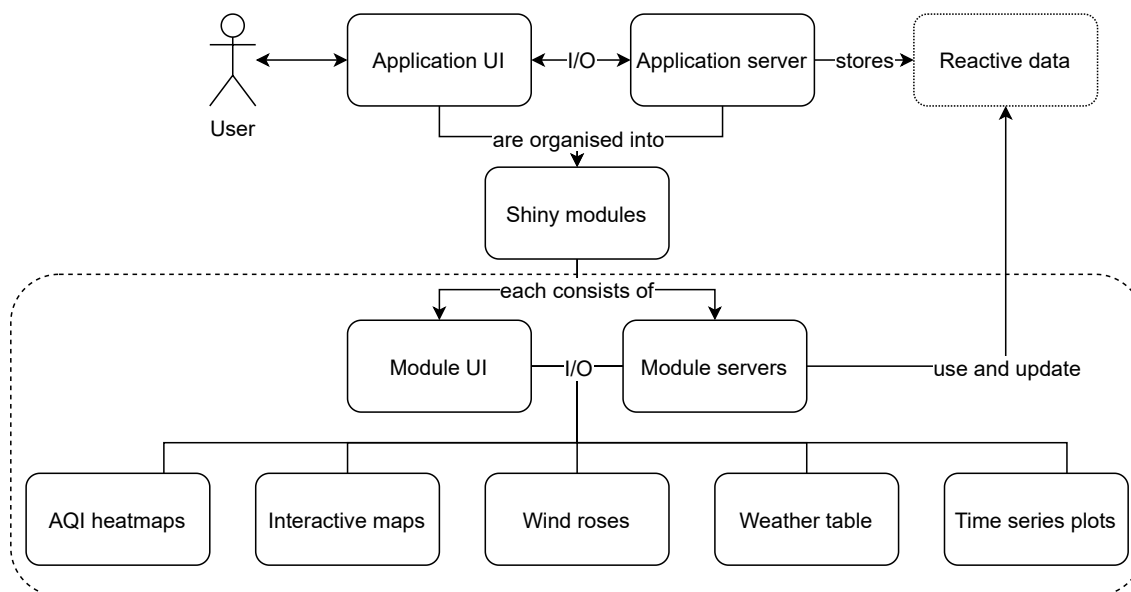 Application UI
I/O
Application server
stores
Reactive data
User
are organised into
Shiny modules
each consists of
Module UI
I/O
Module servers
use and update
AQI heatmaps
Interactive maps
Wind roses
Weather table
Time series plots